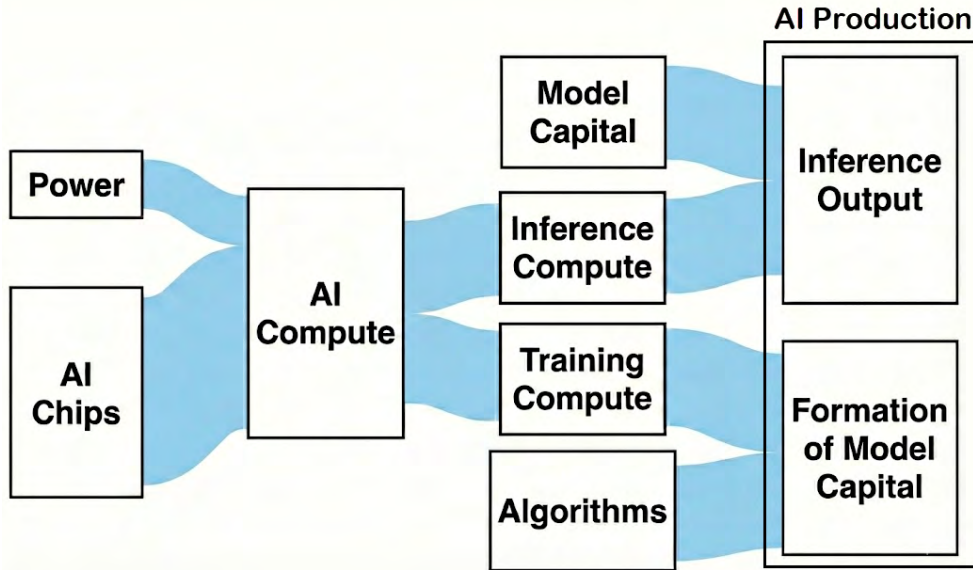 AI Production
Model
Capital
Inference
Output
Power
Inference
Compute
AI
Compute
AI
Chips
Training
Compute
Formation
of Model
Capital
Algorithms